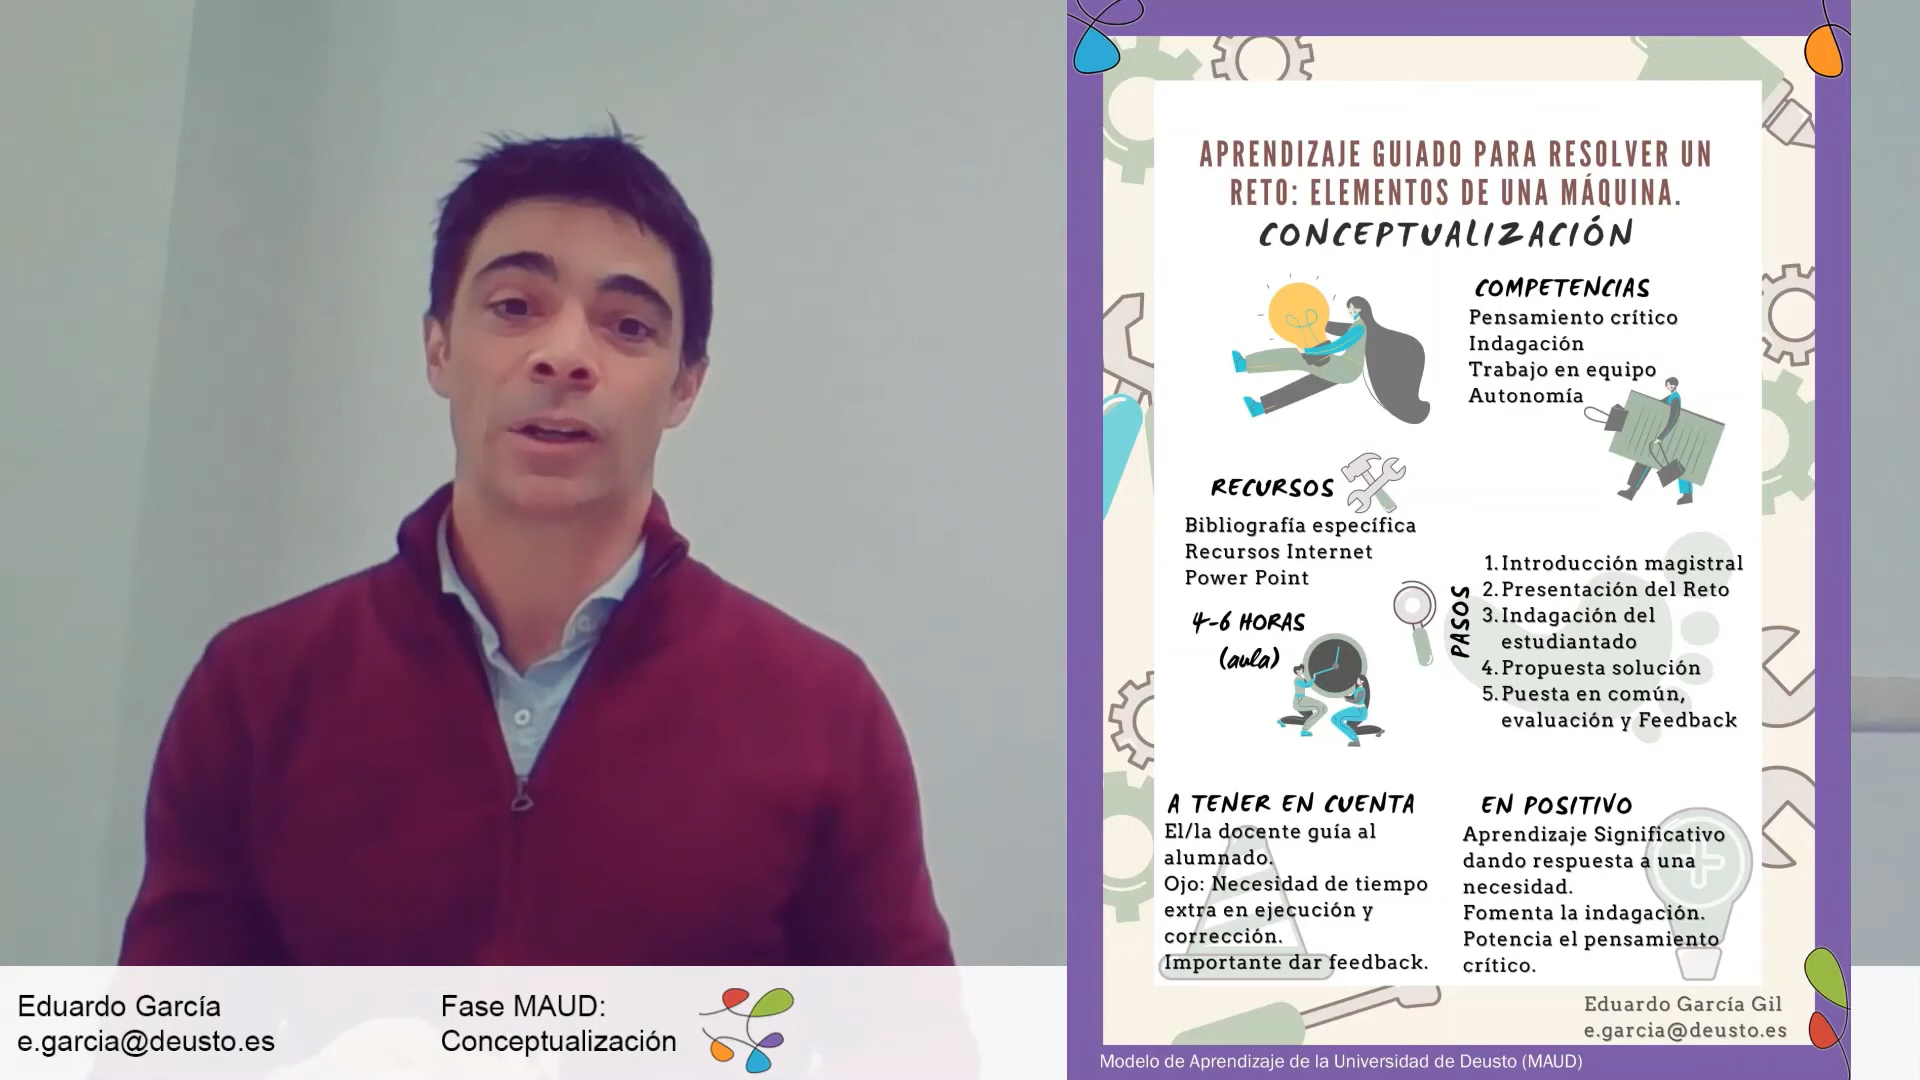 APRENDIZAJE GUIADO PARA RESOLVER UN
RETO: ELEMENTOS DE UNA MÁQUINA.
CONCEPTUALIZACIÓN
COMPETENCIAS
Pensamiento crítico
Indagación
Trabajo en equipo
Autonomía
RECURSOS
Bibliografía específica
Recursos Internet
Power Point
4-6 HORAS
(aula)
PASOS
1. Introducción magistral
2. Presentación del Reto
3. Indagación del
estudiantado
4. Propuesta solución
5. Puesta en común,
evaluación y Feedback
A TENER EN CUENTA
El/la docente guía al
alumnado.
Ojo: Necesidad de tiempo
extra en ejecución y
corrección.
Importante dar feedback.
EN POSITIVO
Aprendizaje Significativo
dando respuesta a una
necesidad.
Fomenta la indagación.
Potencia el pensamiento
crítico.
Eduardo García Gil
e.garcia@deusto.es
Modelo de Aprendizaje de la Universidad de Deusto (MAUD)
Eduardo García
e.garcia@deusto.es
Fase MAUD:
Conceptualización